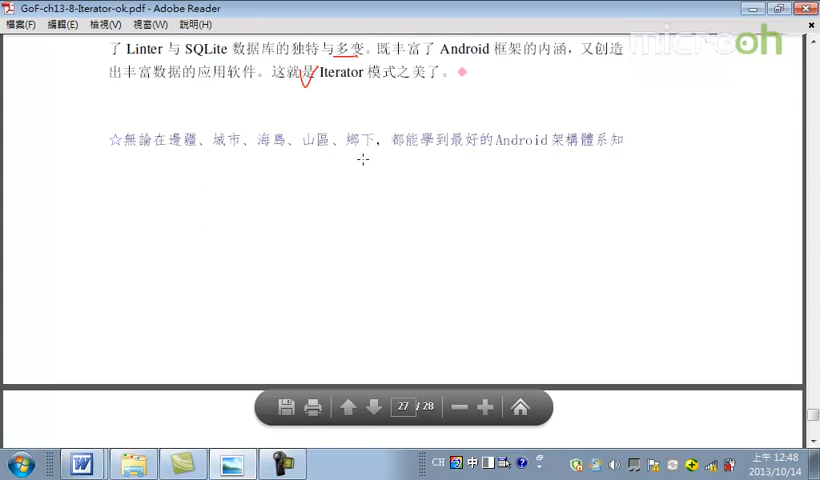 GoF-ch13-8-Iterator-ok.pdf - Adobe Reader
檔案(F) 編輯(E) 檢視(V) 視窗(W) 說明(H)
microoh
了 Linter 与 SQLite 数据库的独特与多变。既丰富了 Android 框架的内涵，又创造
出丰富数据的应用软件。这就是 Iterator 模式之美了。
☆無論在邊疆、城市、海島、山區、鄉下，都能學到最好的Android 架構體系知
27 / 28
CH 中
上午 12:48
2013/10/14